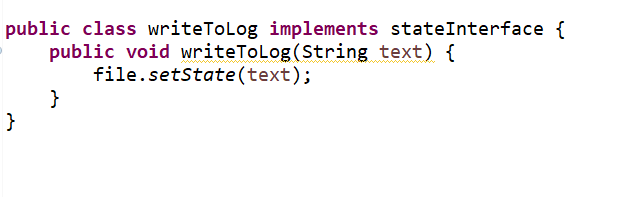 public class writeToLog implements stateInterface {
    public void writeToLog(String text) {
        file.setState(text);
    }
}